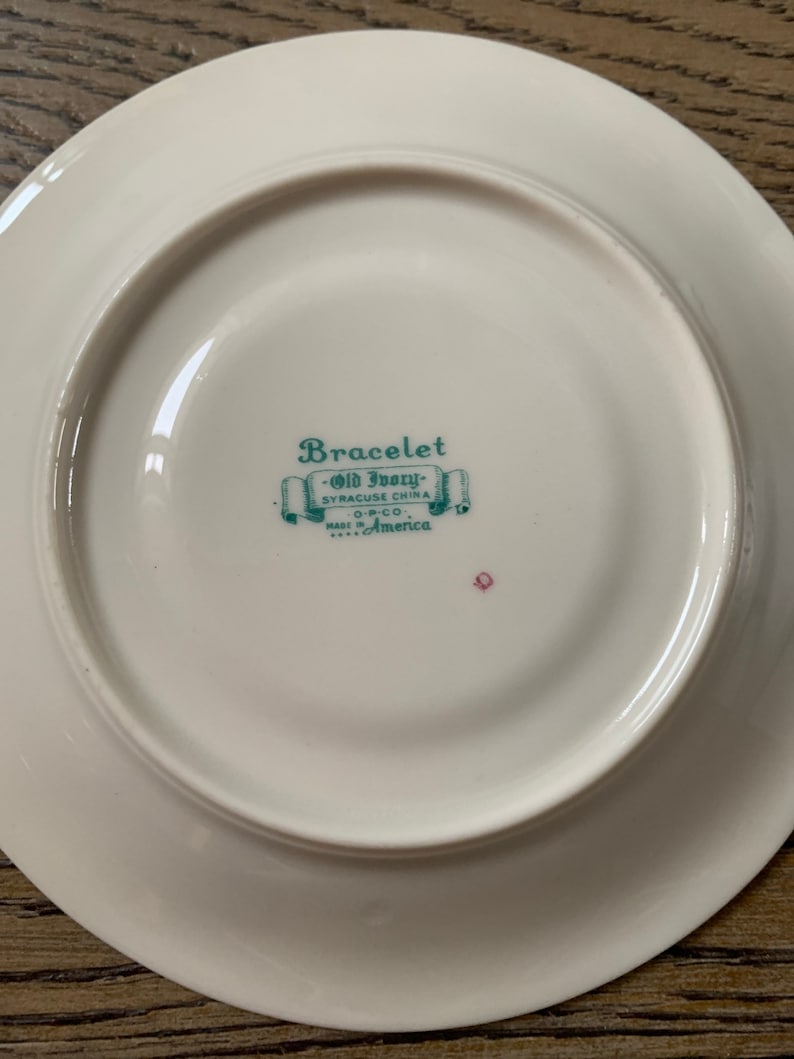 Bracelet
-Old Ivory-
SYRACUSE CHINA
·O·P·CO·
MADE IN America